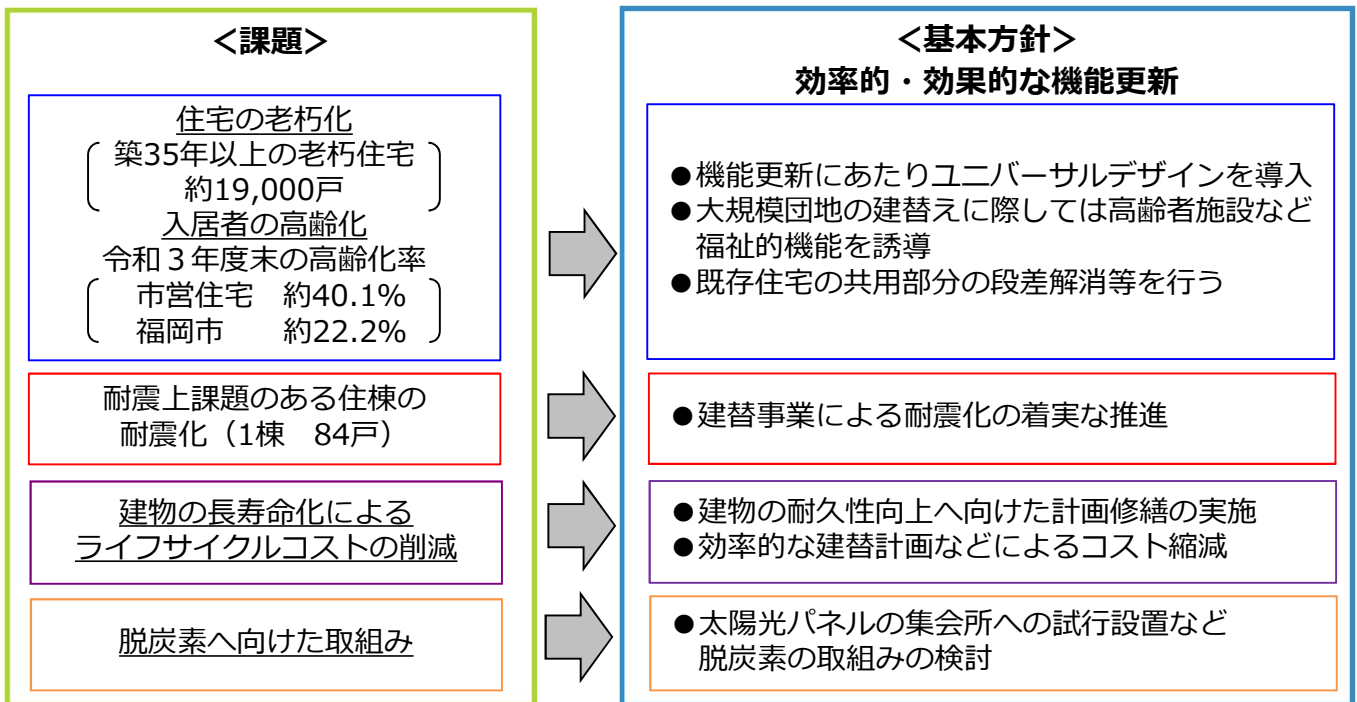 ＜課題＞
住宅の老朽化
築35年以上の老朽住宅
約19,000戸
入居者の高齢化
令和３年度末の高齢化率
市営住宅　約40.1%
福岡市　　約22.2%
耐震上課題のある住棟の
耐震化（1棟　84戸）
建物の長寿命化による
ライフサイクルコストの削減
脱炭素へ向けた取組み
＜基本方針＞
効率的・効果的な機能更新
●機能更新にあたりユニバーサルデザインを導入
●大規模団地の建替えに際しては高齢者施設など
福祉的機能を誘導
●既存住宅の共用部分の段差解消等を行う
●建替事業による耐震化の着実な推進
●建物の耐久性向上へ向けた計画修繕の実施
●効率的な建替計画などによるコスト縮減
●太陽光パネルの集会所への試行設置など
脱炭素の取組みの検討